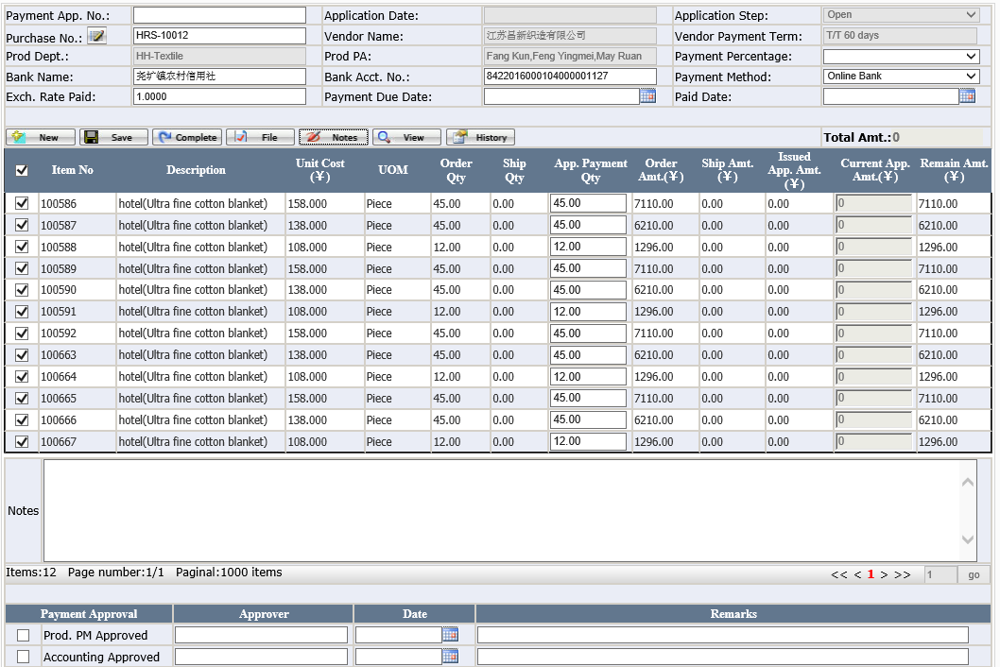 Payment App. No.: Application Date: Application Step: Open
Purchase No.: HRS-10012 Vendor Name: 江苏昌新织造有限公司 Vendor Payment Term: T/T 60 days
Prod Dept.: HH-Textile Prod PA: Fang Kun,Feng Yingmei,May Ruan Payment Percentage:
Bank Name: 尧圹镇农村信用社 Bank Acct. No.: 8422016000104000001127 Payment Method: Online Bank
Exch. Rate Paid: 1.0000 Payment Due Date: Paid Date:
New Save Complete File Notes View History Total Amt.:0
Item No Description Unit Cost (¥) UOM Order Qty Ship Qty App. Payment Qty Order Amt.(¥) Ship Amt. (¥) Issued App. Amt. (¥) Current App. Amt.(¥) Remain Amt. (¥)
100586 hotel(Ultra fine cotton blanket) 158.000 Piece 45.00 0.00 45.00 7110.00 0.00 0.00 0 7110.00
100587 hotel(Ultra fine cotton blanket) 138.000 Piece 45.00 0.00 45.00 6210.00 0.00 0.00 0 6210.00
100588 hotel(Ultra fine cotton blanket) 108.000 Piece 12.00 0.00 12.00 1296.00 0.00 0.00 0 1296.00
100589 hotel(Ultra fine cotton blanket) 158.000 Piece 45.00 0.00 45.00 7110.00 0.00 0.00 0 7110.00
100590 hotel(Ultra fine cotton blanket) 138.000 Piece 45.00 0.00 45.00 6210.00 0.00 0.00 0 6210.00
100591 hotel(Ultra fine cotton blanket) 108.000 Piece 12.00 0.00 12.00 1296.00 0.00 0.00 0 1296.00
100592 hotel(Ultra fine cotton blanket) 158.000 Piece 45.00 0.00 45.00 7110.00 0.00 0.00 0 7110.00
100663 hotel(Ultra fine cotton blanket) 138.000 Piece 45.00 0.00 45.00 6210.00 0.00 0.00 0 6210.00
100664 hotel(Ultra fine cotton blanket) 108.000 Piece 12.00 0.00 12.00 1296.00 0.00 0.00 0 1296.00
100665 hotel(Ultra fine cotton blanket) 158.000 Piece 45.00 0.00 45.00 7110.00 0.00 0.00 0 7110.00
100666 hotel(Ultra fine cotton blanket) 138.000 Piece 45.00 0.00 45.00 6210.00 0.00 0.00 0 6210.00
100667 hotel(Ultra fine cotton blanket) 108.000 Piece 12.00 0.00 12.00 1296.00 0.00 0.00 0 1296.00
Notes
Items:12 Page number:1/1 Paginal:1000 items << < 1 > >> 1 go
Payment Approval Approver Date Remarks
Prod. PM Approved
Accounting Approved